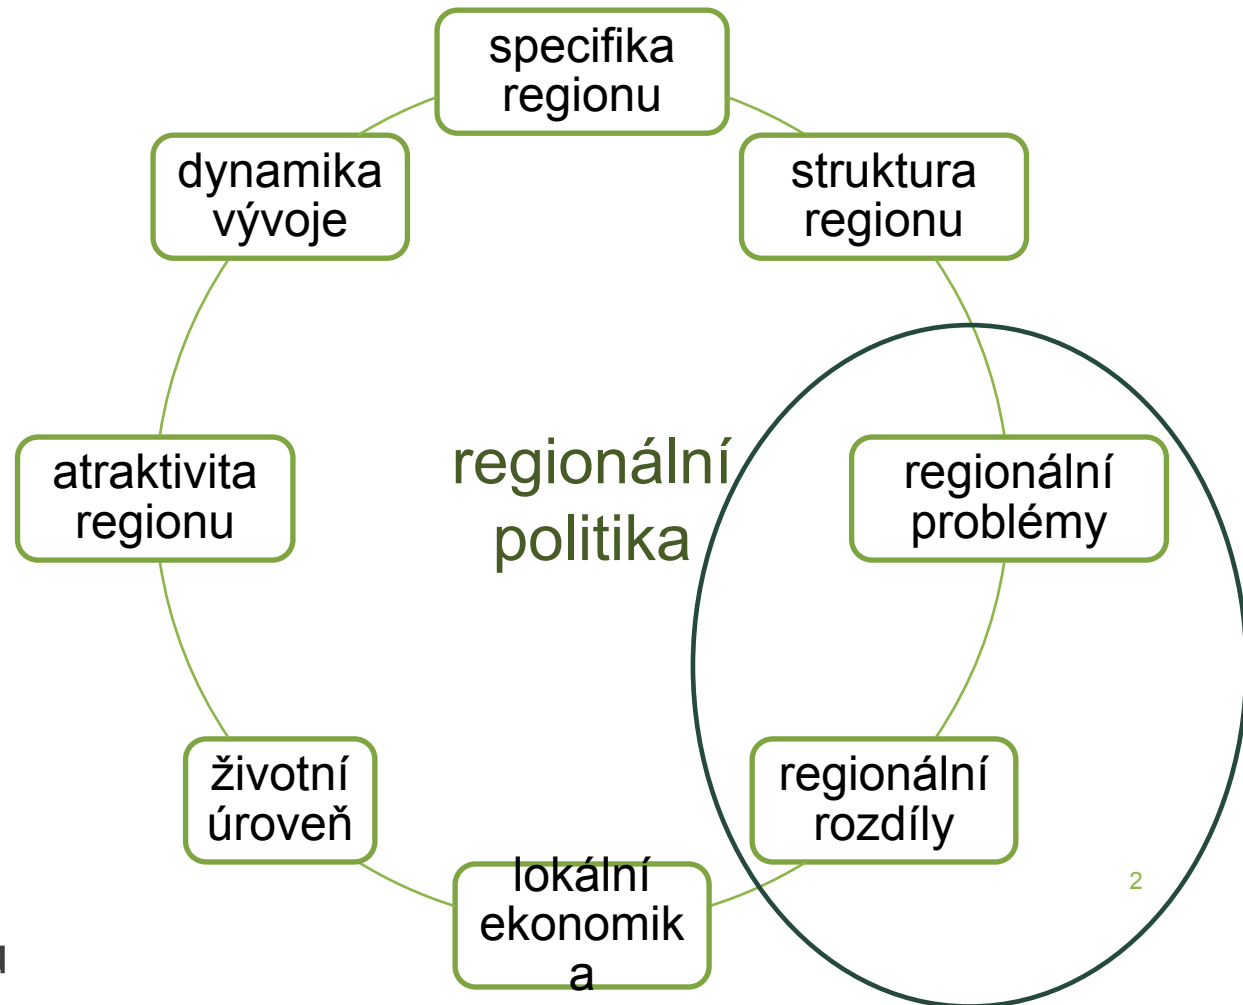 specifika
regionu
dynamika
vývoje
struktura
regionu
atraktivita
regionu
regionální
politika
regionální
problémy
životní
úroveň
regionální
rozdíly
lokální
ekonomik
a
2